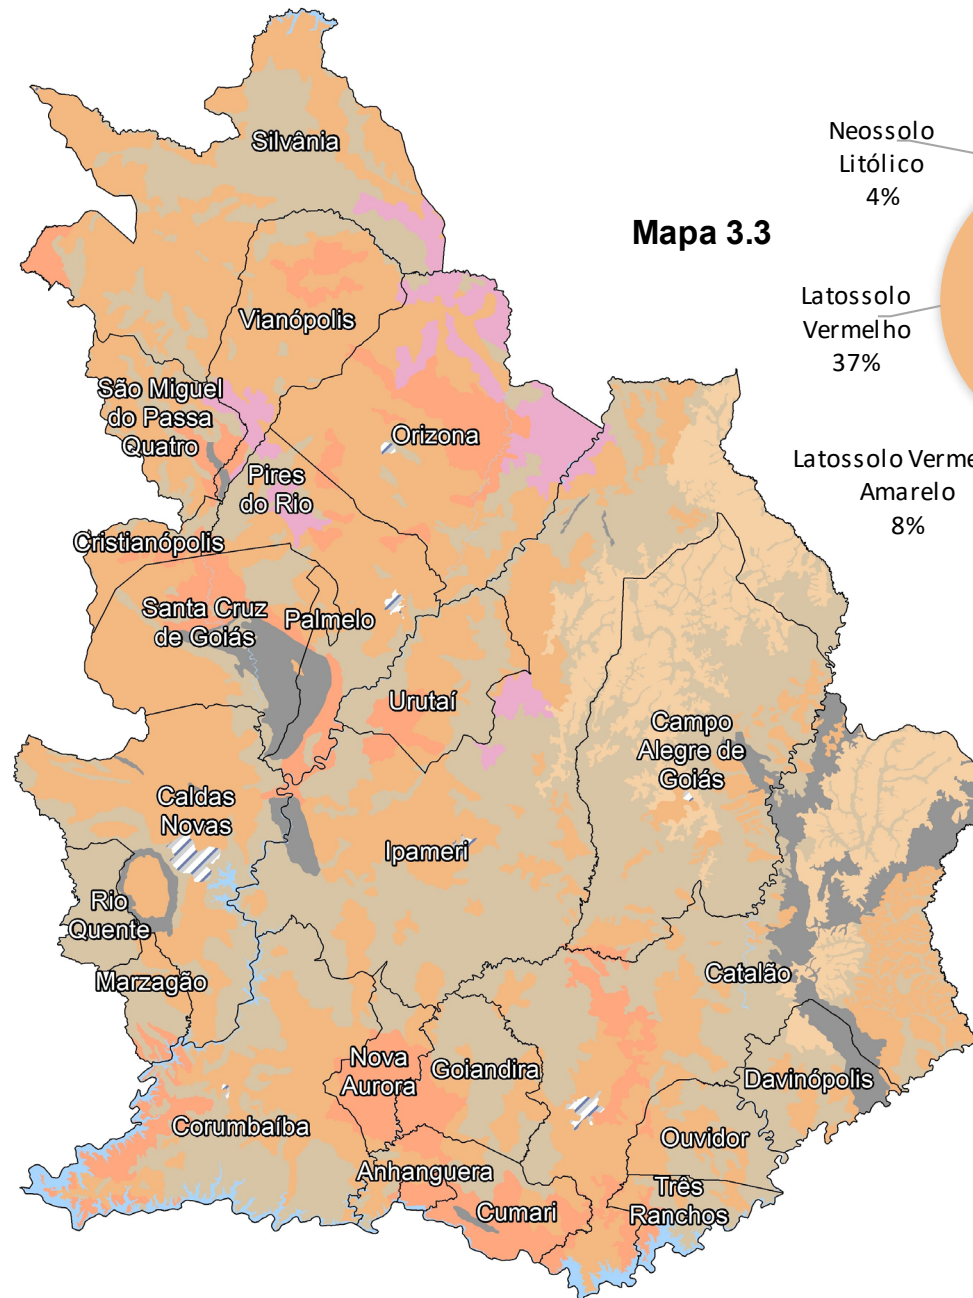 Silvânia
Neossolo
Litólico
4%
Mapa 3.3
Latossolo
Vermelho
37%
Vianópolis
São Miguel
do Passa
Quatro
Orizona
Pires
do Rio
Latossolo Verme
Amarelo
8%
Cristianópolis
Santa Cruz
de Goiás
Palmelo
Urutaí
Campo
Alegre de
Goiás
Caldas
Novas
Ipameri
Rio
Quente
Marzagão
Catalão
Nova
Aurora
Goiandira
Davinópolis
Corumbaíba
Ouvidor
Anhanguera
Três
Ranchos
Cumari